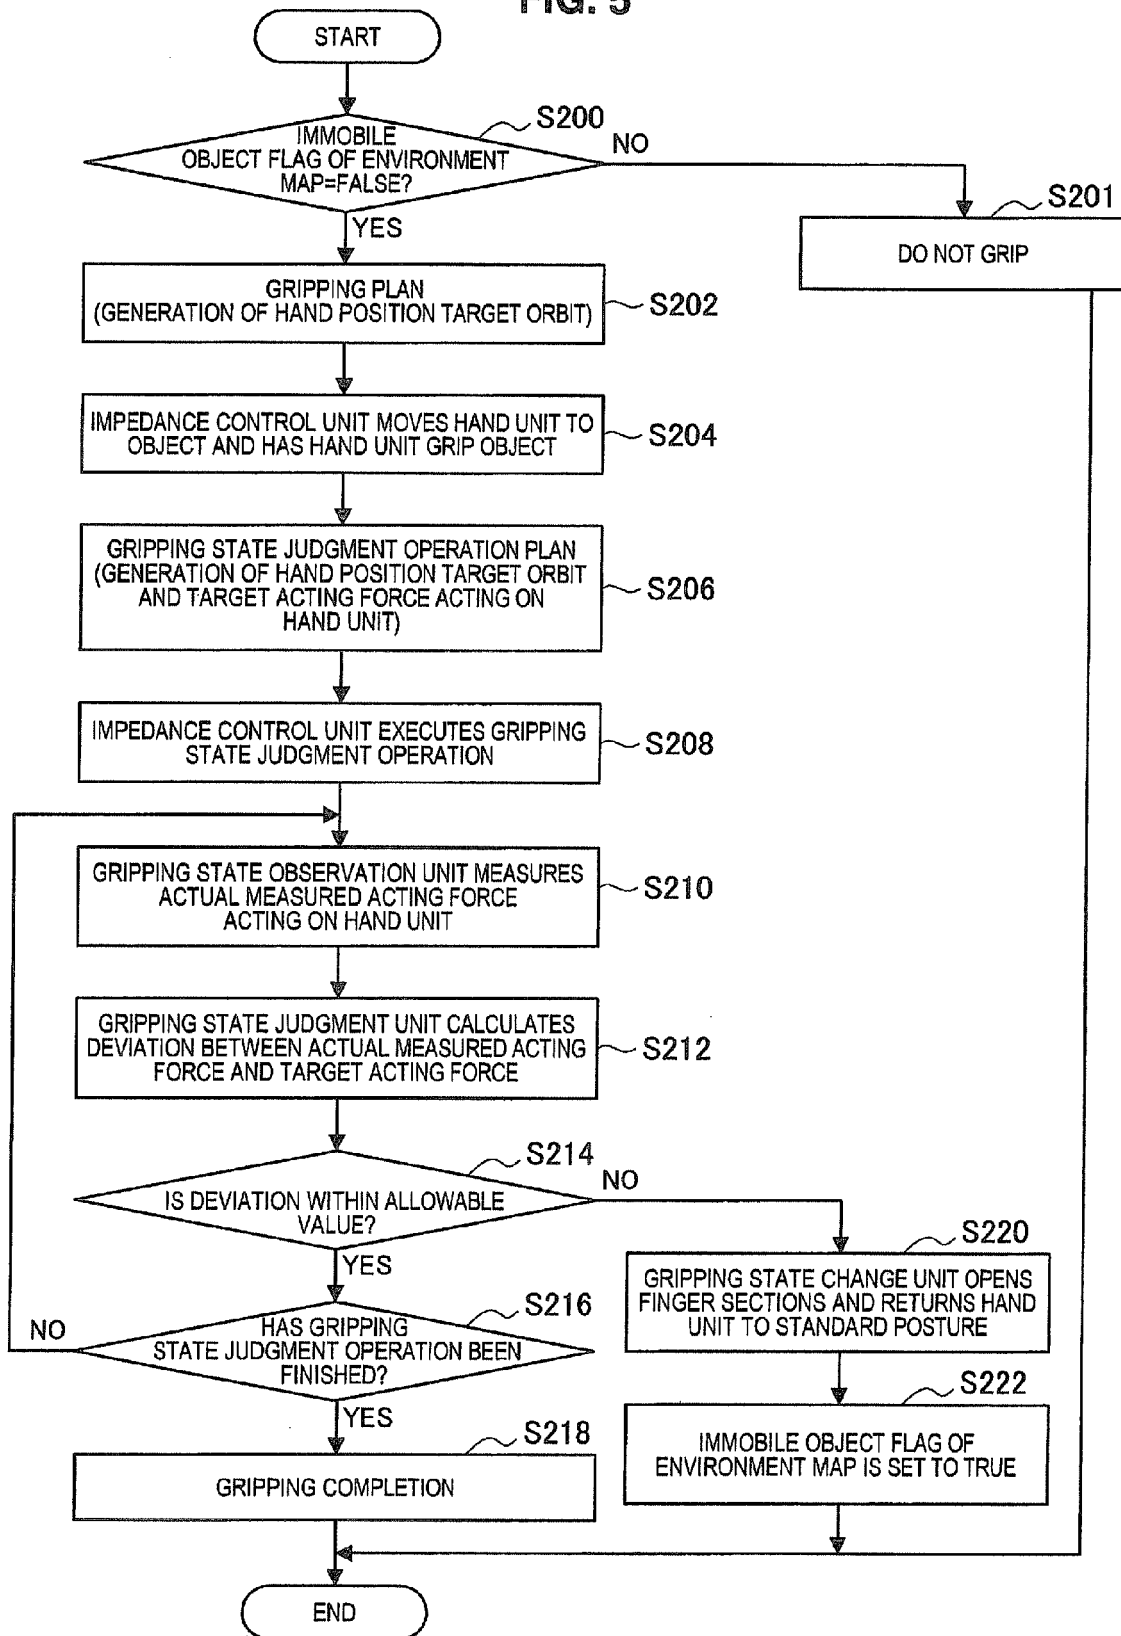 FIG. 5
START
S200
IMMOBILE
OBJECT FLAG OF ENVIRONMENT
MAP=FALSE?
NO
YES
S201
DO NOT GRIP
GRIPPING PLAN
(GENERATION OF HAND POSITION TARGET ORBIT)
S202
IMPEDANCE CONTROL UNIT MOVES HAND UNIT TO
OBJECT AND HAS HAND UNIT GRIP OBJECT
S204
GRIPPING STATE JUDGMENT OPERATION PLAN
(GENERATION OF HAND POSITION TARGET ORBIT
AND TARGET ACTING FORCE ACTING ON
HAND UNIT)
S206
IMPEDANCE CONTROL UNIT EXECUTES GRIPPING
STATE JUDGMENT OPERATION
S208
GRIPPING STATE OBSERVATION UNIT MEASURES
ACTUAL MEASURED ACTING FORCE
ACTING ON HAND UNIT
S210
GRIPPING STATE JUDGMENT UNIT CALCULATES
DEVIATION BETWEEN ACTUAL MEASURED ACTING
FORCE AND TARGET ACTING FORCE
S212
S214
IS DEVIATION WITHIN ALLOWABLE
VALUE?
NO
YES
S220
GRIPPING STATE CHANGE UNIT OPENS
FINGER SECTIONS AND RETURNS HAND
UNIT TO STANDARD POSTURE
S216
HAS GRIPPING
STATE JUDGMENT OPERATION BEEN
FINISHED?
NO
YES
S222
IMMOBILE OBJECT FLAG OF
ENVIRONMENT MAP IS SET TO TRUE
S218
GRIPPING COMPLETION
END